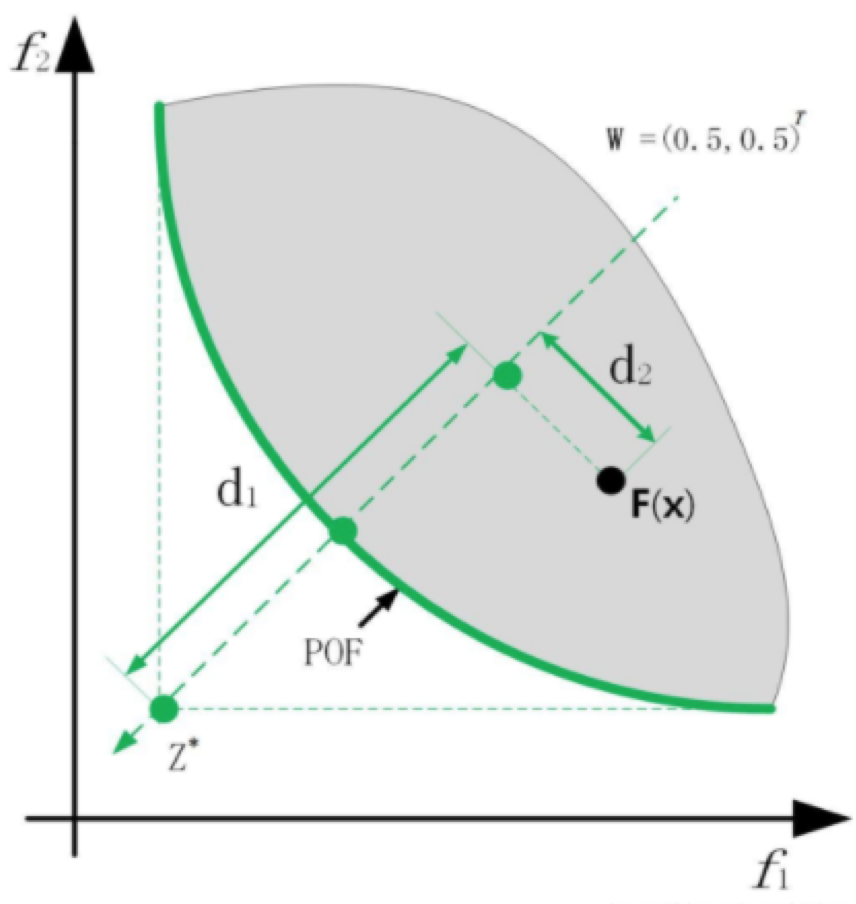 f₂
W =(0.5,0.5)ᵀ
d₂
d₁
F(x)
POF
Z*
f₁